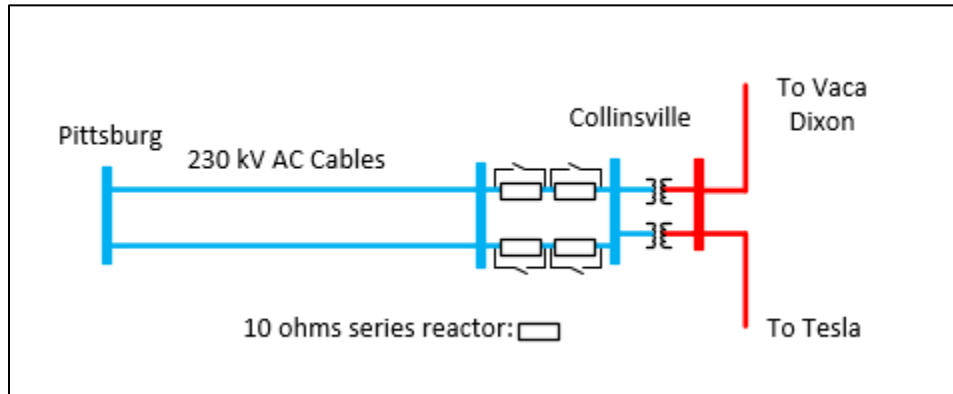 To Vaca
Dixon
Collinsville
Pittsburg
230 kV AC Cables
10 ohms series reactor:
To Tesla